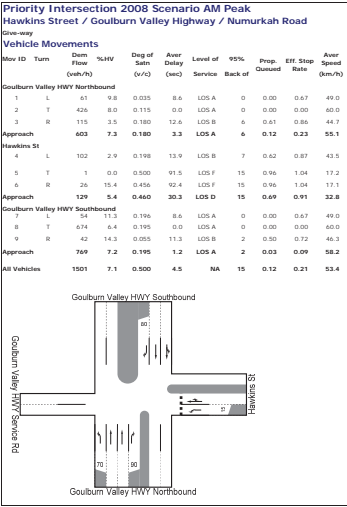 Priority Intersection 2008 Scenario AM Peak
Hawkins Street / Goulburn Valley Highway / Numurkah Road
Give-way
Vehicle Movements
Mov ID Turn Dem Flow (veh/h) %HV Deg of Satn (v/c) Aver Delay (sec) Level of Service 95% Back of Prop. Queued Eff. Stop Rate Aver Speed (km/h)
Goulburn Valley HWY Northbound
1 L 61 9.8 0.035 8.6 LOS A 0 0.00 0.67 49.0
2 T 426 8.0 0.115 0.0 LOS A 0 0.00 0.00 60.0
3 R 115 3.5 0.180 12.6 LOS B 6 0.61 0.86 44.7
Approach 603 7.3 0.180 3.3 LOS A 6 0.12 0.23 55.1
Hawkins St
4 L 102 2.9 0.198 13.9 LOS B 7 0.62 0.87 43.5
5 T 1 0.0 0.500 91.5 LOS F 15 0.96 1.04 17.2
6 R 26 15.4 0.456 92.4 LOS F 15 0.96 1.04 17.1
Approach 129 5.4 0.460 30.3 LOS D 15 0.69 0.91 32.8
Goulburn Valley HWY Southbound
7 L 54 11.3 0.196 8.6 LOS A 0 0.00 0.67 49.0
8 T 674 6.4 0.195 0.0 LOS A 0 0.00 0.00 60.0
9 R 42 14.3 0.055 11.3 LOS B 2 0.50 0.72 46.3
Approach 769 7.2 0.195 1.2 LOS A 2 0.03 0.09 58.2
All Vehicles 1501 7.1 0.500 4.5 NA 15 0.12 0.21 53.4
Goulburn Valley HWY Southbound
80
Goulburn Valley HWY Service Rd
Hawkins St
15
70 90
Goulburn Valley HWY Northbound